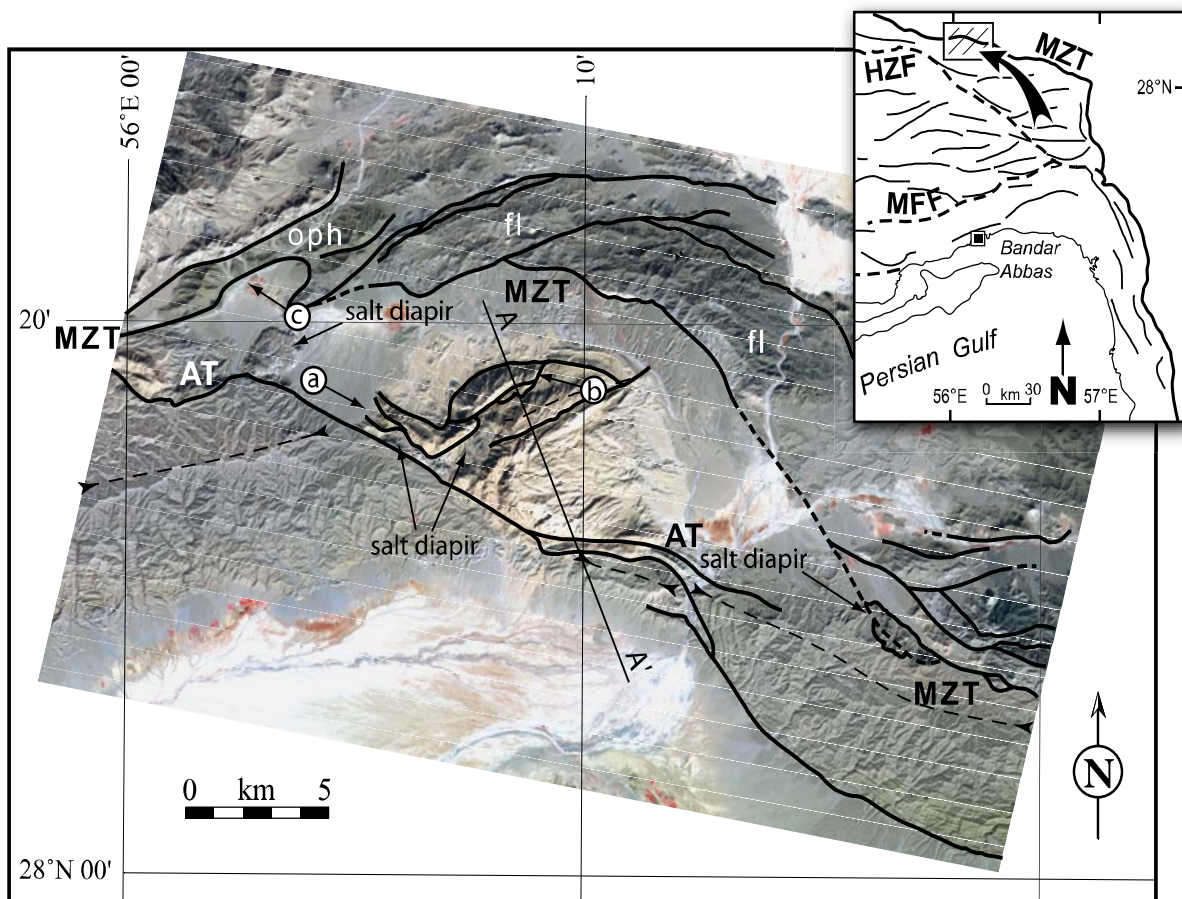 56˚E 00'
10'
MZT
HZF
28°N
MFF
Bandar
Abbas
Persian Gulf
56°E
0 km 30
N
57°E
oph
fl
MZT
c
salt diapir
20'
MZT
A
fl
AT
a
b
salt diapir
AT
salt diapir
A'
MZT
0 km 5
N
28˚N 00'